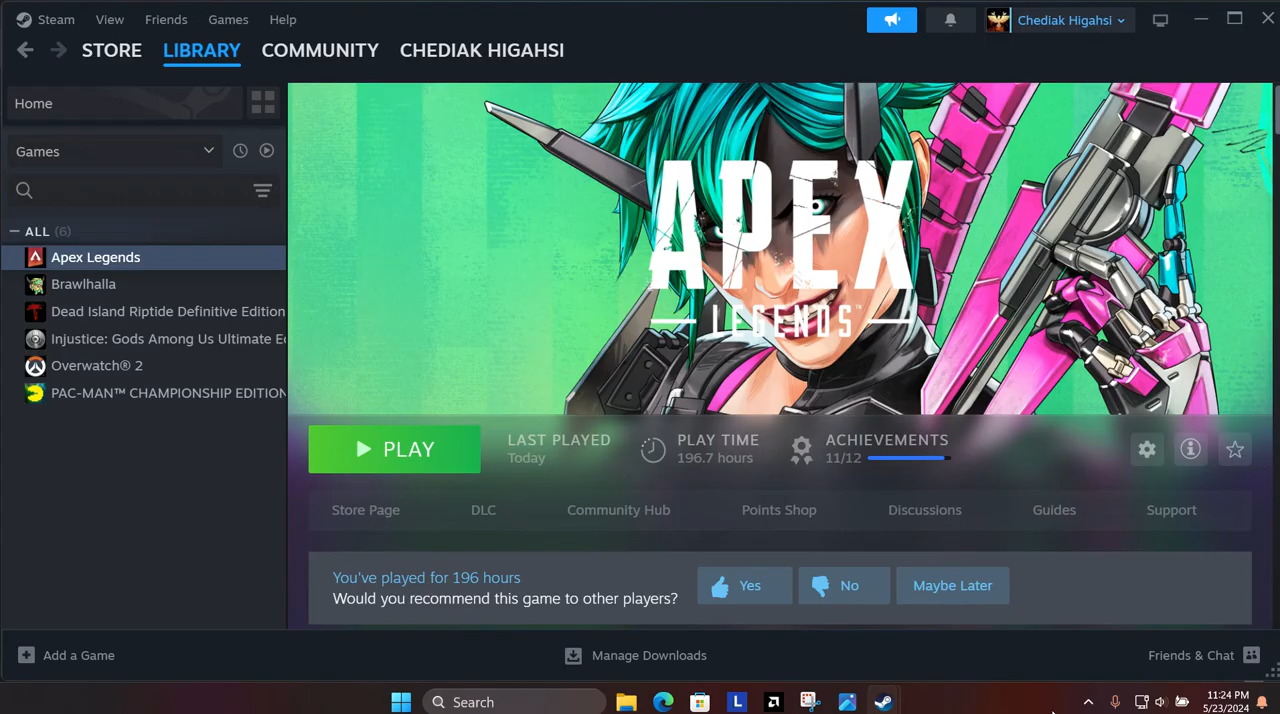 Steam View Friends Games Help Chediak Higahsi
STORE LIBRARY COMMUNITY CHEDIAK HIGAHSI
Home
Games
ALL (6)
Apex Legends
Brawlhalla
Dead Island Riptide Definitive Edition
Injustice: Gods Among Us Ultimate E
Overwatch® 2
PAC-MAN™ CHAMPIONSHIP EDITION
APEX
LEGENDS™
PLAY
LAST PLAYED
Today
PLAY TIME
196.7 hours
ACHIEVEMENTS
11/12
Store Page DLC Community Hub Points Shop Discussions Guides Support
You've played for 196 hours
Would you recommend this game to other players?
Yes No Maybe Later
Add a Game Manage Downloads Friends & Chat
Search
L
11:24 PM
5/23/2024